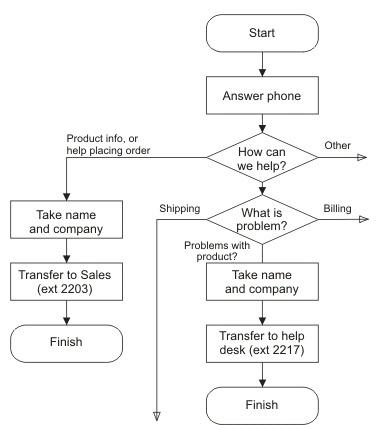 Start
Answer phone
Product info, or
help placing order
How can
we help?
Other
Shipping
What is
problem?
Billing
Problems with
product?
Take name
and company
Take name
and company
Transfer to Sales
(ext 2203)
Transfer to help
desk (ext 2217)
Finish
Finish